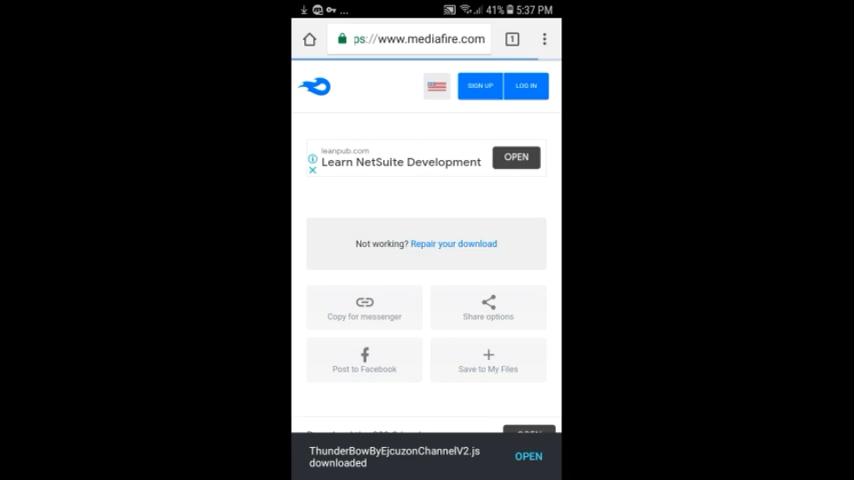 ... 41% 5:37 PM
ps://www.mediafire.com 1
SIGN UP LOG IN
leanpub.com
Learn NetSuite Development OPEN
Not working? Repair your download
Copy for messenger Share options
Post to Facebook Save to My Files
ThunderBowByEjcuzonChannelV2.js
downloaded OPEN